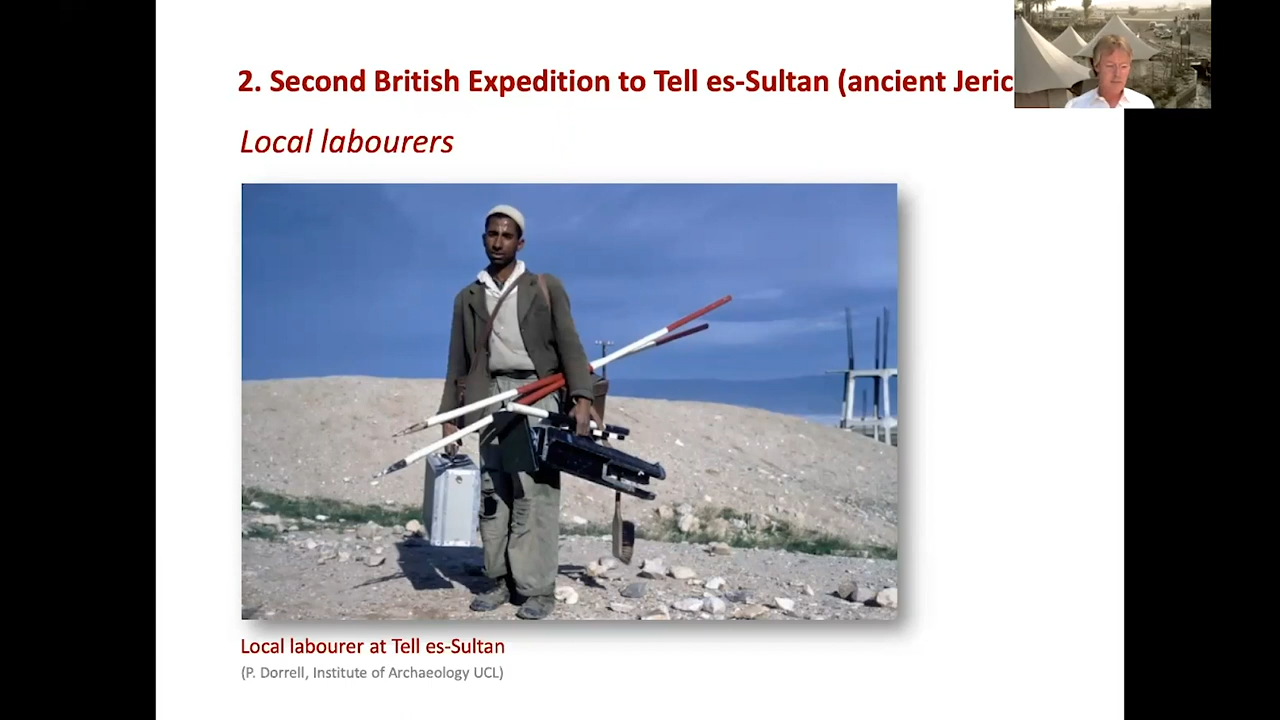 2. Second British Expedition to Tell es-Sultan (ancient Jeric
Local labourers
Local labourer at Tell es-Sultan
(P. Dorrell, Institute of Archaeology UCL)